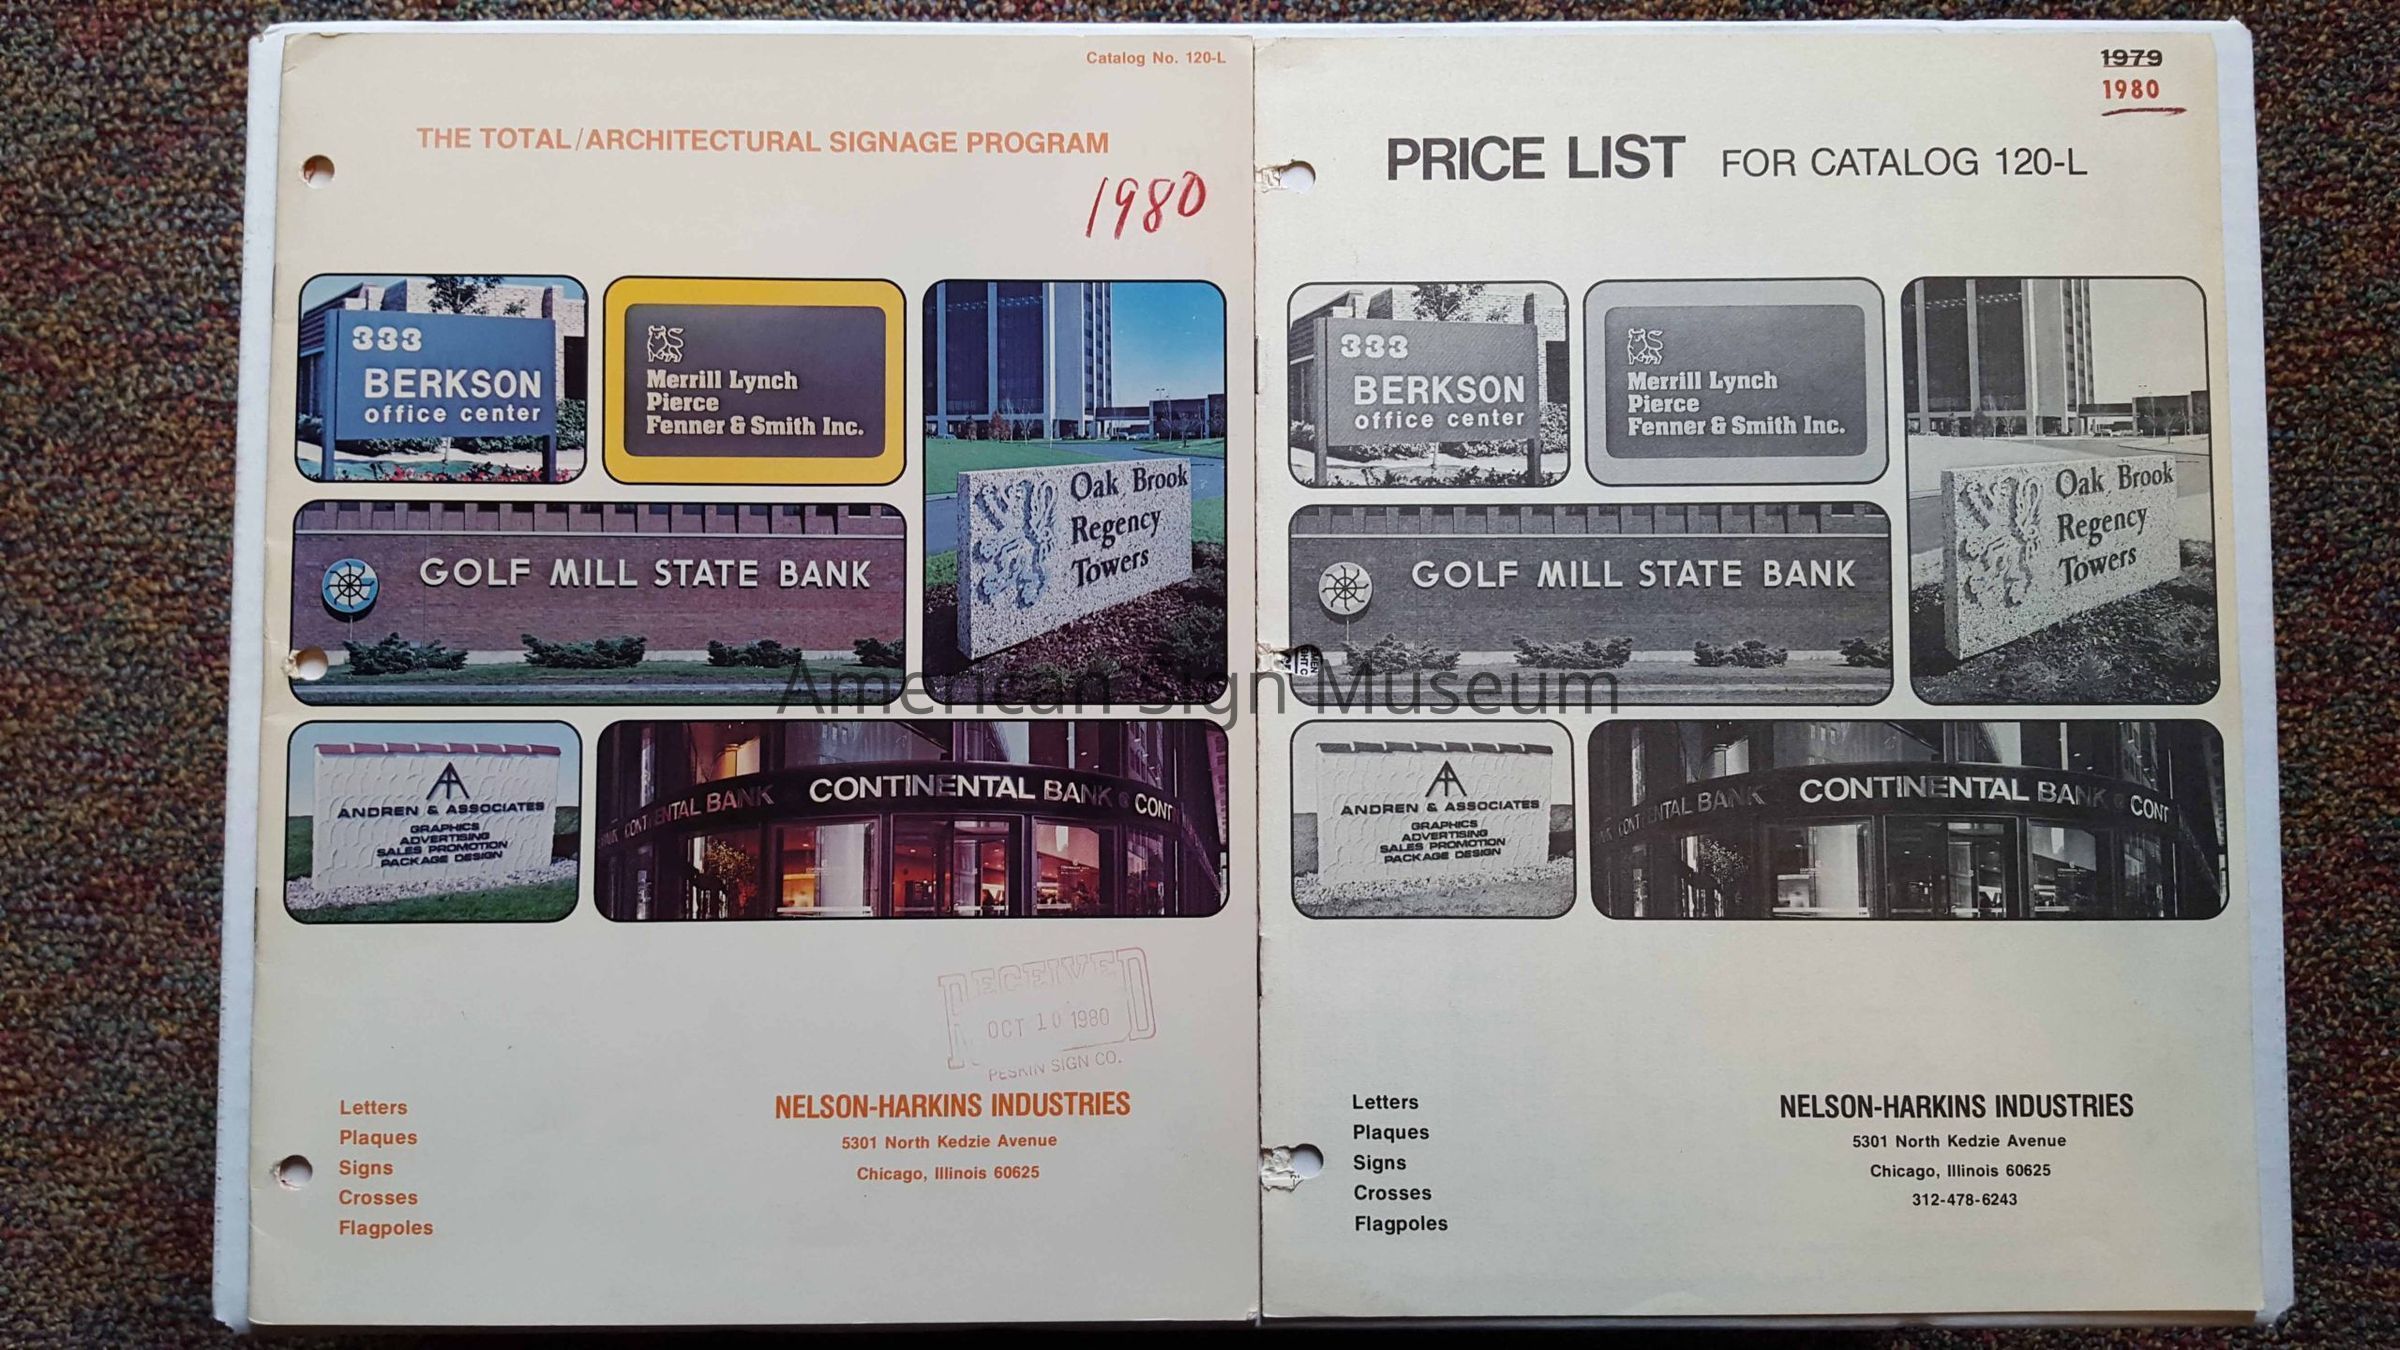 Catalog No. 120-L
THE TOTAL/ARCHITECTURAL SIGNAGE PROGRAM
1980
333
BERKSON
office center
Merrill Lynch
Pierce
Fenner & Smith Inc.
Oak Brook
Regency
Towers
GOLF MILL STATE BANK
ANDREN & ASSOCIATES
GRAPHICS
ADVERTISING
SALES PROMOTION
PACKAGE DESIGN
CONTINENTAL BANK CONT
RECEIVED
OCT 10 1980
PESKIN SIGN CO.
Letters
Plaques
Signs
Crosses
Flagpoles
NELSON-HARKINS INDUSTRIES
5301 North Kedzie Avenue
Chicago, Illinois 60625
1979
1980
PRICE LIST FOR CATALOG 120-L
333
BERKSON
office center
Merrill Lynch
Pierce
Fenner & Smith Inc.
Oak Brook
Regency
Towers
GOLF MILL STATE BANK
ANDREN & ASSOCIATES
GRAPHICS
ADVERTISING
SALES PROMOTION
PACKAGE DESIGN
CONTINENTAL BANK CONT
Letters
Plaques
Signs
Crosses
Flagpoles
NELSON-HARKINS INDUSTRIES
5301 North Kedzie Avenue
Chicago, Illinois 60625
312-478-6243
American Sign Museum